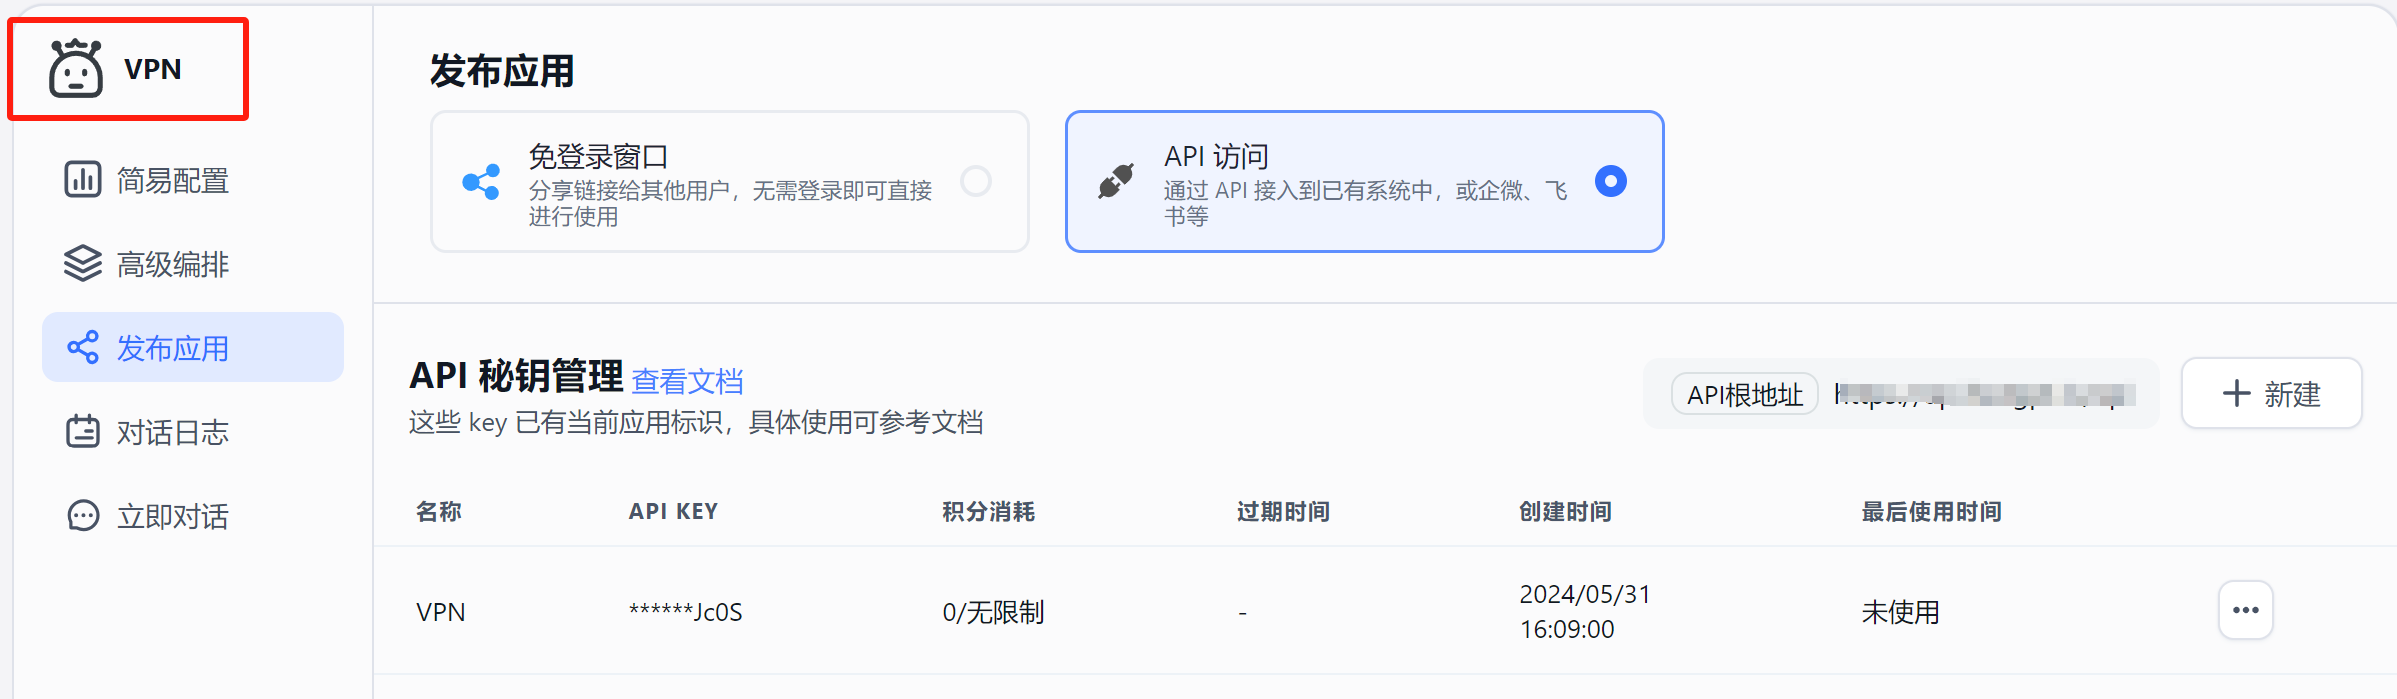 VPN
简易配置
高级编排
发布应用
对话日志
立即对话
发布应用
免登录窗口
分享链接给其他用户，无需登录即可直接
进行使用
API 访问
通过 API 接入到已有系统中，或企微、飞
书等
API 秘钥管理 查看文档
这些 key 已有当前应用标识，具体使用可参考文档
API根地址
新建
名称 API KEY 积分消耗 过期时间 创建时间 最后使用时间
VPN ******Jc0S 0/无限制 - 2024/05/31
16:09:00 未使用